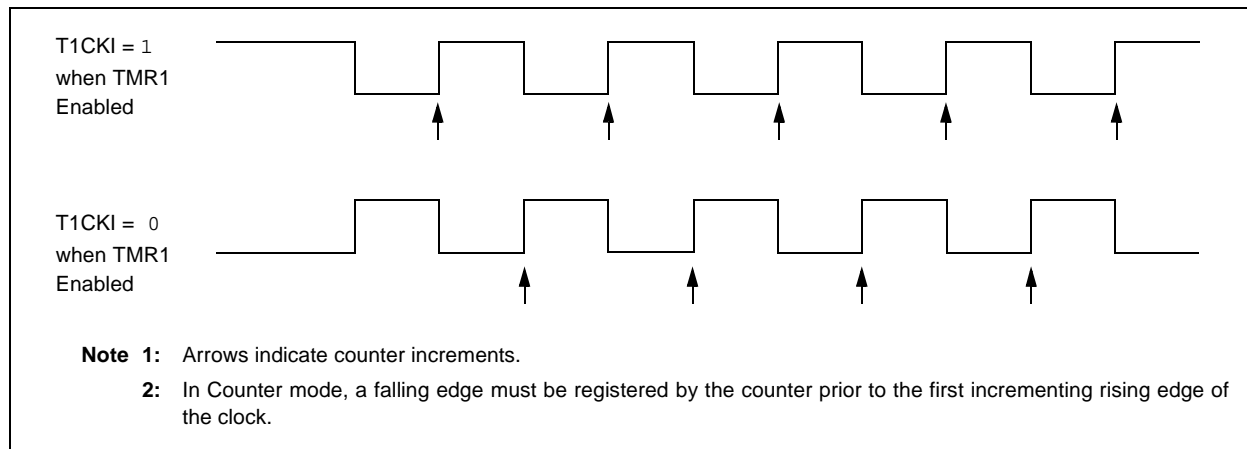 T1CKI = 1
when TMR1
Enabled
T1CKI = 0
when TMR1
Enabled
Note 1: Arrows indicate counter increments.
2: In Counter mode, a falling edge must be registered by the counter prior to the first incrementing rising edge of
the clock.